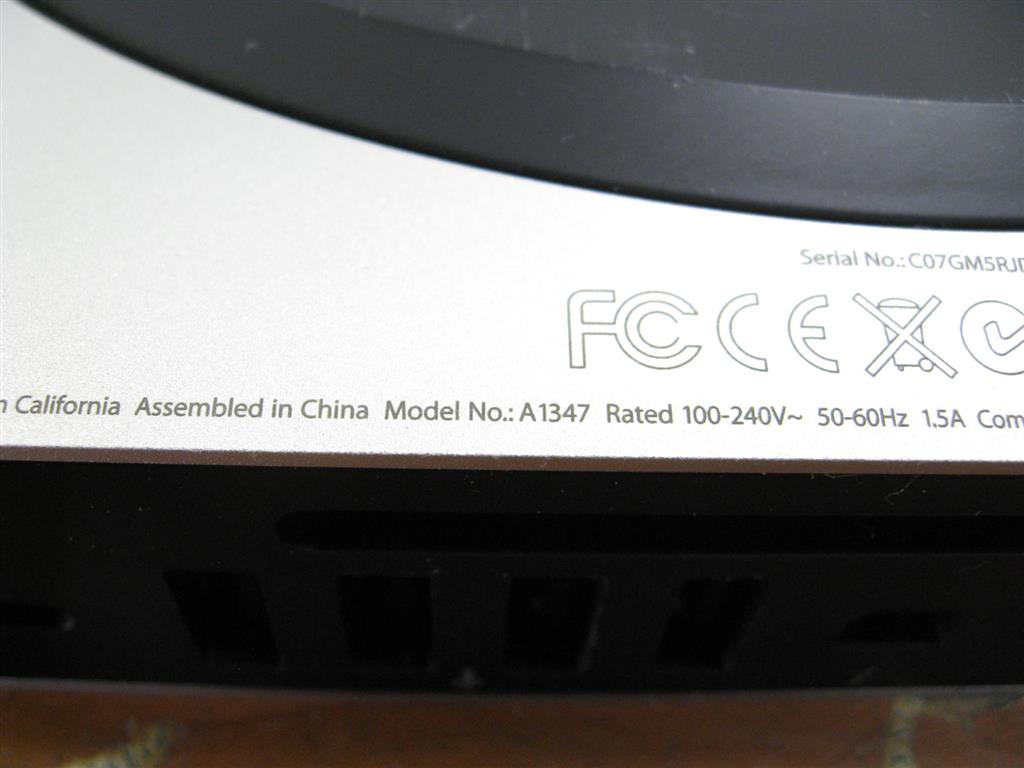 Serial No.: C07GM5RJ
FC CE
California Assembled in China Model No.: A1347 Rated 100-240V~ 50-60Hz 1.5A Com